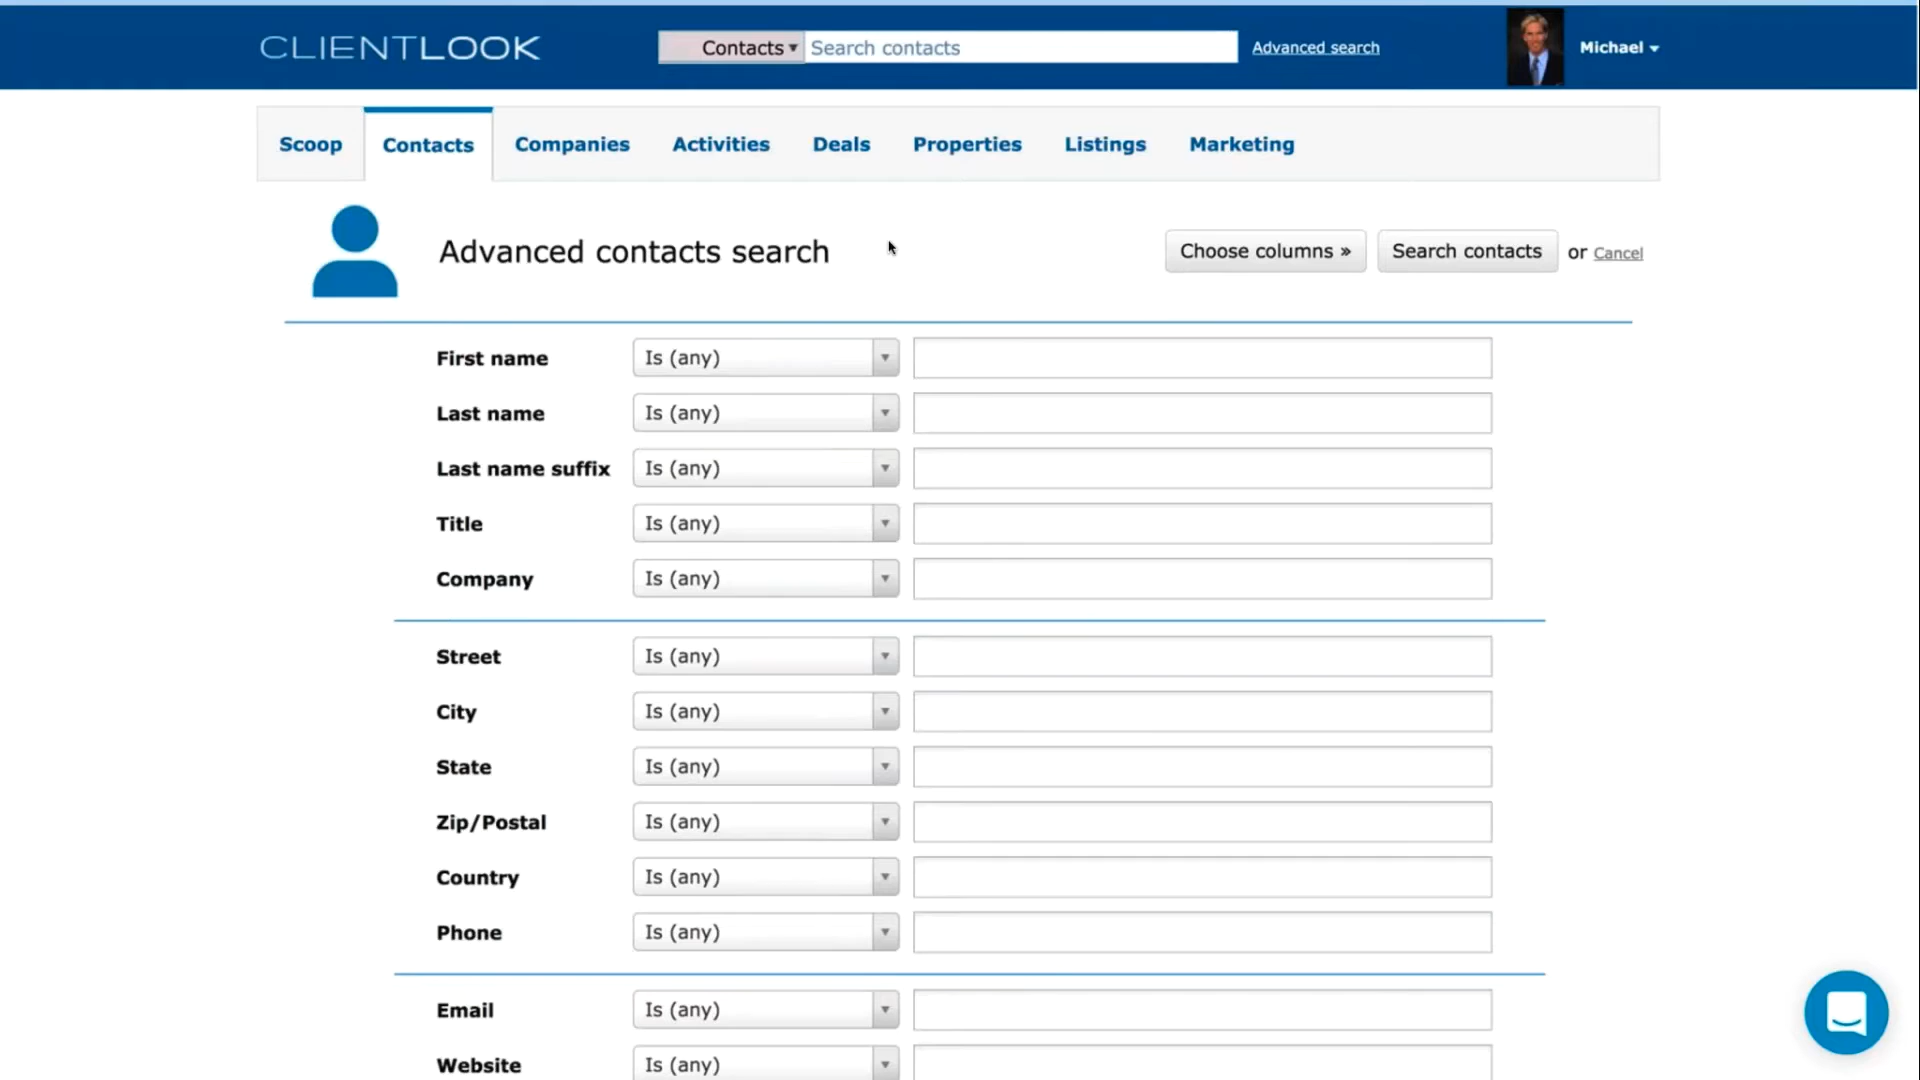 CLIENTLOOK Contacts ▾ Search contacts Advanced search Michael
Scoop Contacts Companies Activities Deals Properties Listings Marketing
Advanced contacts search Choose columns » Search contacts or Cancel
First name Is (any)
Last name Is (any)
Last name suffix Is (any)
Title Is (any)
Company Is (any)
Street Is (any)
City Is (any)
State Is (any)
Zip/Postal Is (any)
Country Is (any)
Phone Is (any)
Email Is (any)
Website Is (any)